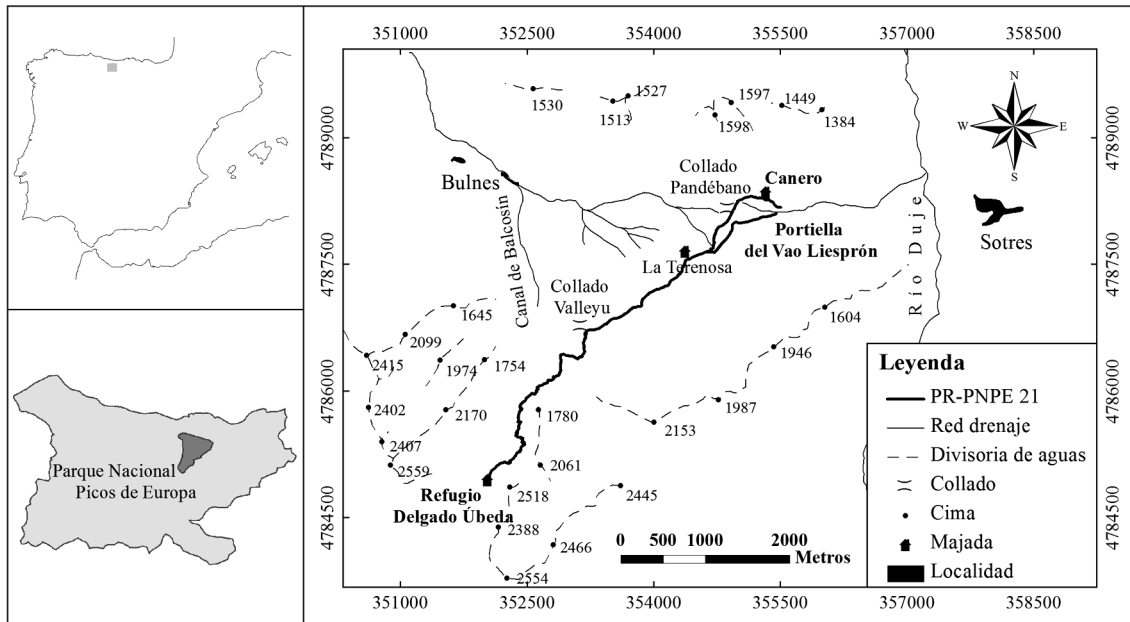 351000 352500 354000 355500 357000 358500
4789000
4787500
4786000
4784500
4789000
4787500
4786000
4784500
1530
1513
1527
1597
1598
1449
1384
N
W
E
S
Bulnes
Canal de Balcosín
Collado
Pandébano
Canero
Portiella
del Vao Liesprón
La Terenosa
Collado
Valleyu
Río Duje
Sotres
1645
2099
2415
1974
1754
2402
2170
2407
2559
1780
2061
2518
2388
2554
2466
2445
2153
1987
1946
1604
Refugio
Delgado Úbeda
0 500 1000 2000
Metros
Leyenda
PR-PNPE 21
Red drenaje
Divisoria de aguas
Collado
Cima
Majada
Localidad
351000 352500 354000 355500 357000 358500
Parque Nacional
Picos de Europa